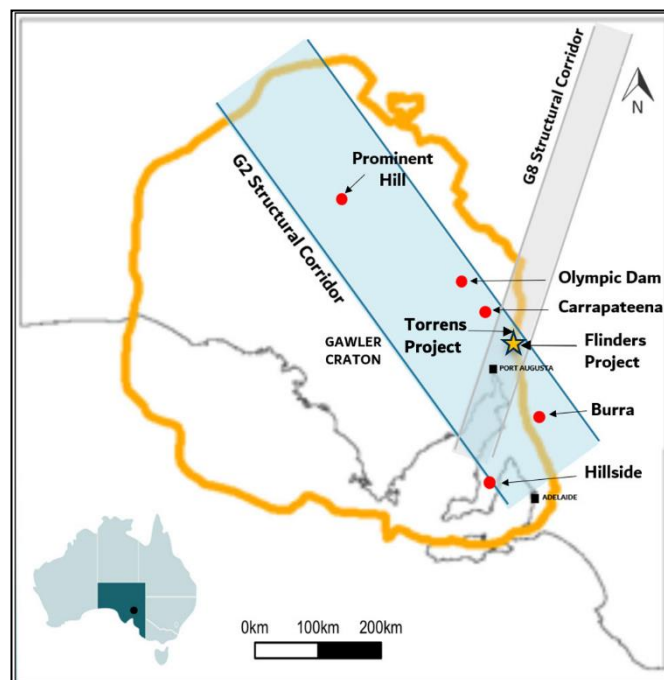 G8 Structural Corridor
N
Prominent
Hill
G2 Structural Corridor
Olympic Dam
Carrapateena
Torrens
Project
Flinders
Project
GAWLER
CRATON
PORT AUGUSTA
Burra
Hillside
ADELAIDE
0km 100km 200km